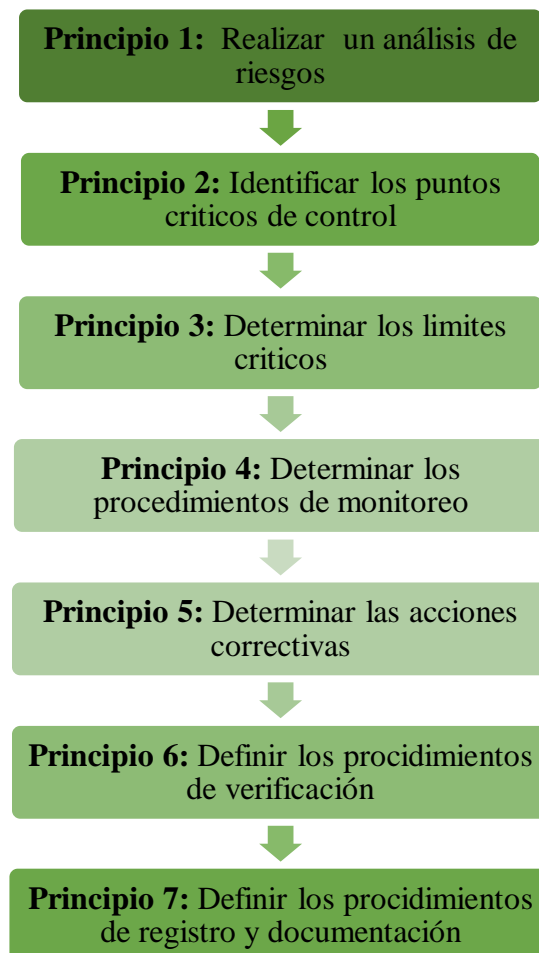 Principio 1: Realizar un análisis de
riesgos
Principio 2: Identificar los puntos
criticos de control
Principio 3: Determinar los limites
criticos
Principio 4: Determinar los
procedimientos de monitoreo
Principio 5: Determinar las acciones
correctivas
Principio 6: Definir los procidimientos
de verificación
Principio 7: Definir los procidimientos
de registro y documentación